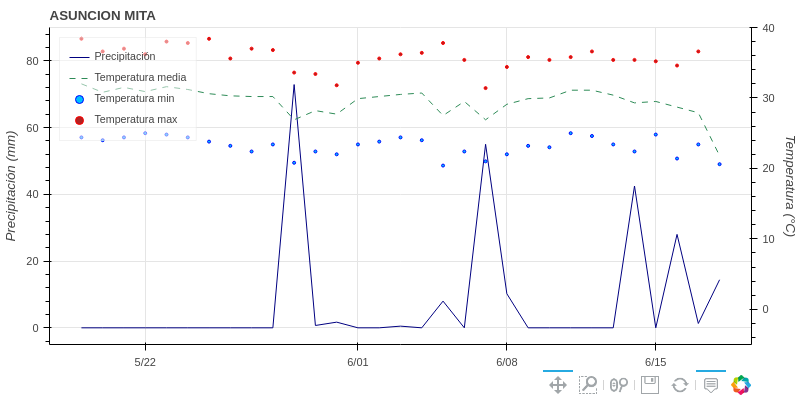 ASUNCION MITA
Precipitación
Temperatura media
Temperatura min
Temperatura max
Precipitación (mm)
80
60
40
20
0
Temperatura (°C)
40
30
20
10
0
5/22
6/01
6/08
6/15